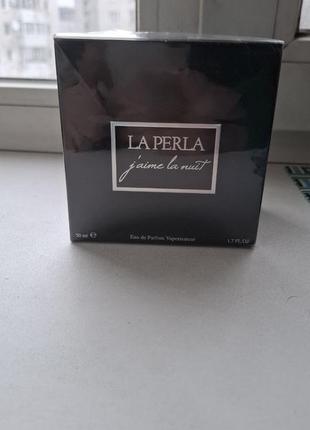 LA PERLA
j'aime la nuit
50 ml ℮ Eau de Parfum Vaporisateur 1.7 FL.OZ